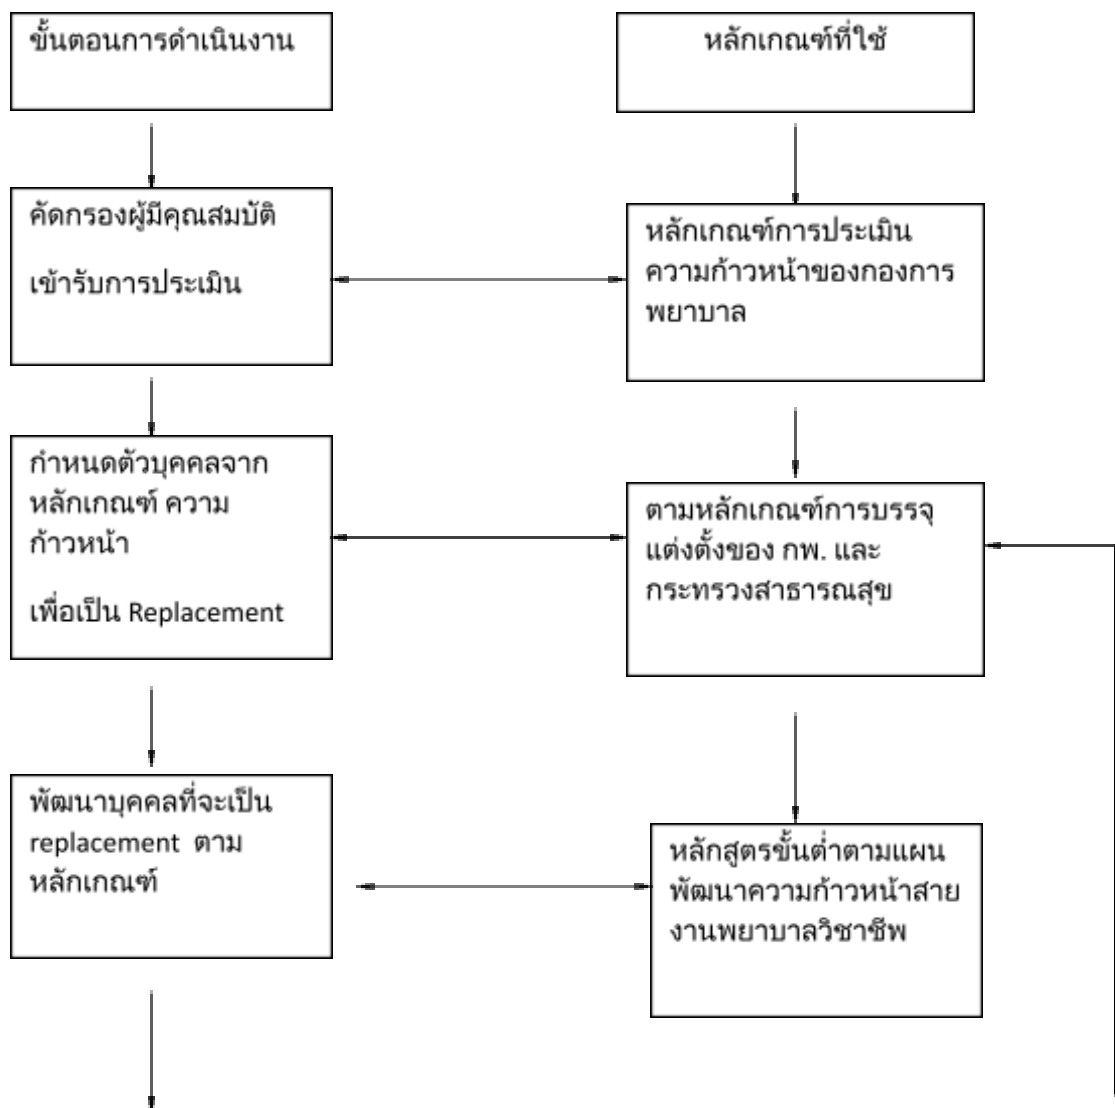 ขั้นตอนการดำเนินงาน
หลักเกณฑ์ที่ใช้
คัดกรองผู้มีคุณสมบัติ
เข้ารับการประเมิน
หลักเกณฑ์การประเมิน
ความก้าวหน้าของกองการ
พยาบาล
กำหนดตัวบุคคลจาก
หลักเกณฑ์ ความ
ก้าวหน้า
เพื่อเป็น Replacement
ตามหลักเกณฑ์การบรรจุ
แต่งตั้งของ กพ. และ
กระทรวงสาธารณสุข
พัฒนาบุคคลที่จะเป็น
replacement ตาม
หลักเกณฑ์
หลักสูตรขั้นต่ำตามแผน
พัฒนาความก้าวหน้าสาย
งานพยาบาลวิชาชีพ